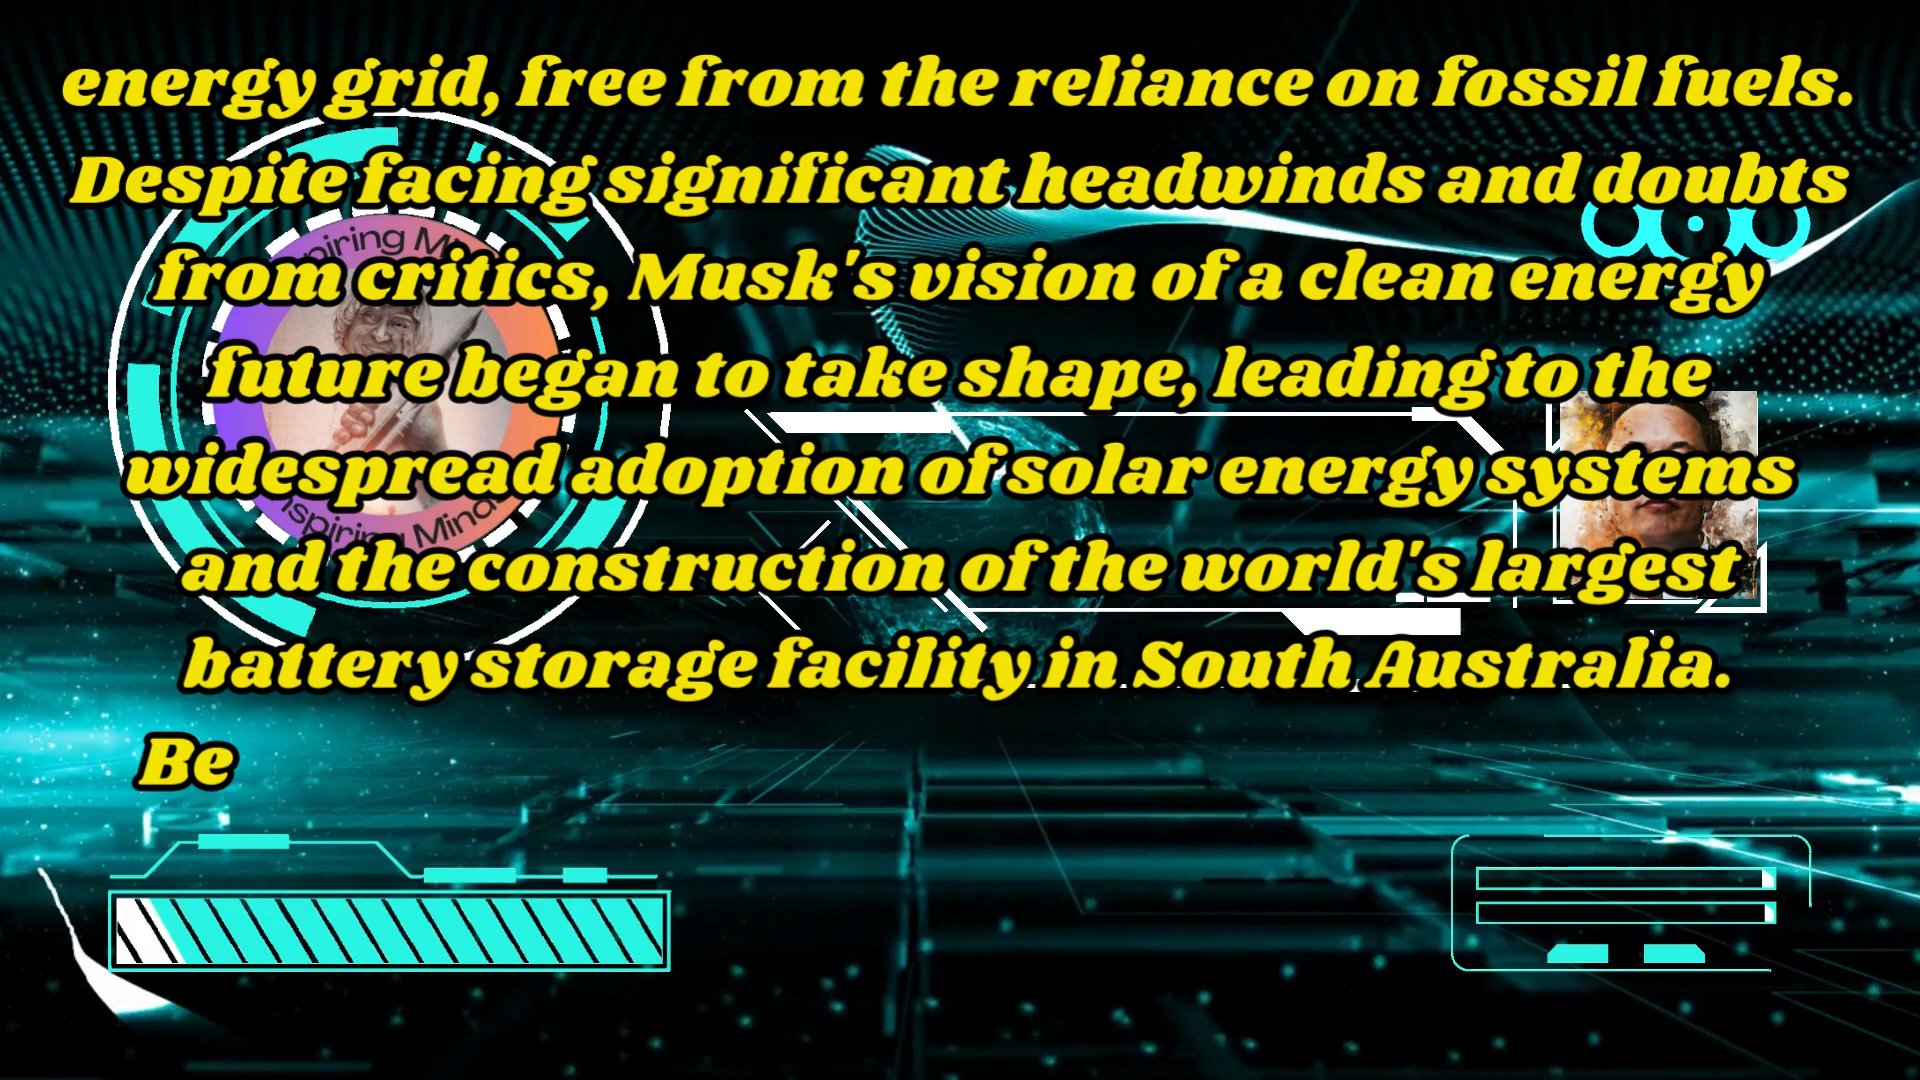 energy grid, free from the reliance on fossil fuels.
Despite facing significant headwinds and doubts
from critics, Musk's vision of a clean energy
future began to take shape, leading to the
widespread adoption of solar energy systems
and the construction of the world's largest
battery storage facility in South Australia.
Be